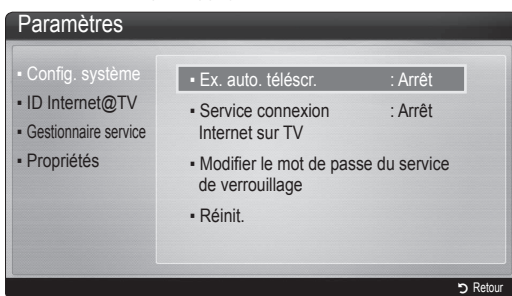 Paramètres
▪ Config. système
▪ ID Internet@TV
▪ Gestionnaire service
▪ Propriétés
▪ Ex. auto. téléscr. : Arrêt
▪ Service connexion : Arrêt
Internet sur TV
▪ Modifier le mot de passe du service
de verrouillage
▪ Réinit.
Retour